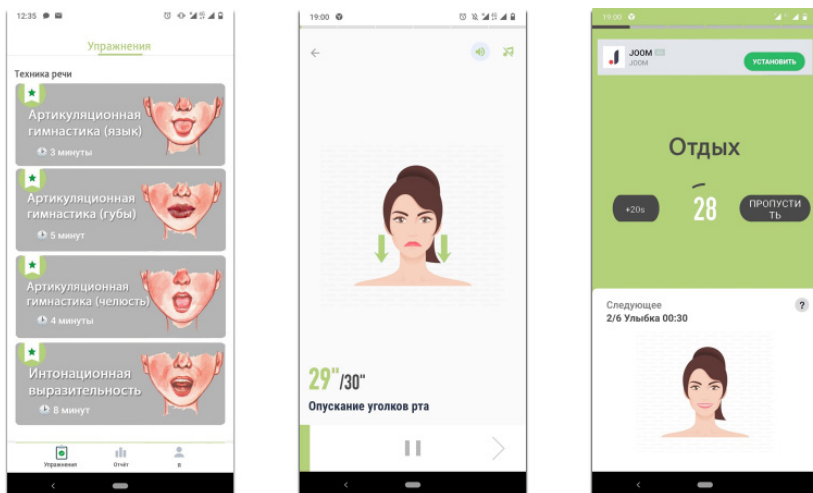 12:35
Упражнения
Техника речи
Артикуляционная
гимнастика (язык)
3 минуты
Артикуляционная
гимнастика (губы)
5 минут
Артикуляционная
гимнастика (челюсть)
4 минуты
Интонационная
выразительность
8 минут
Упражнения
Отчёт
Я
19:00
29"/30"
Опускание уголков рта
19:00
JOOM
JOOM
УСТАНОВИТЬ
Отдых
+20s
28
ПРОПУСТИ
ТЬ
Следующее
?
2/6 Улыбка 00:30